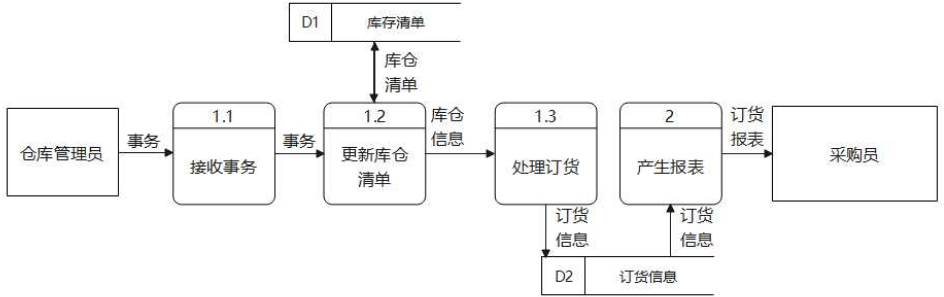 D1 库存清单
库仓
清单
仓库管理员
事务
1.1
接收事务
事务
1.2
更新库仓
清单
库仓
信息
1.3
处理订货
订货
信息
2
产生报表
订货
信息
订货
报表
采购员
D2 订货信息